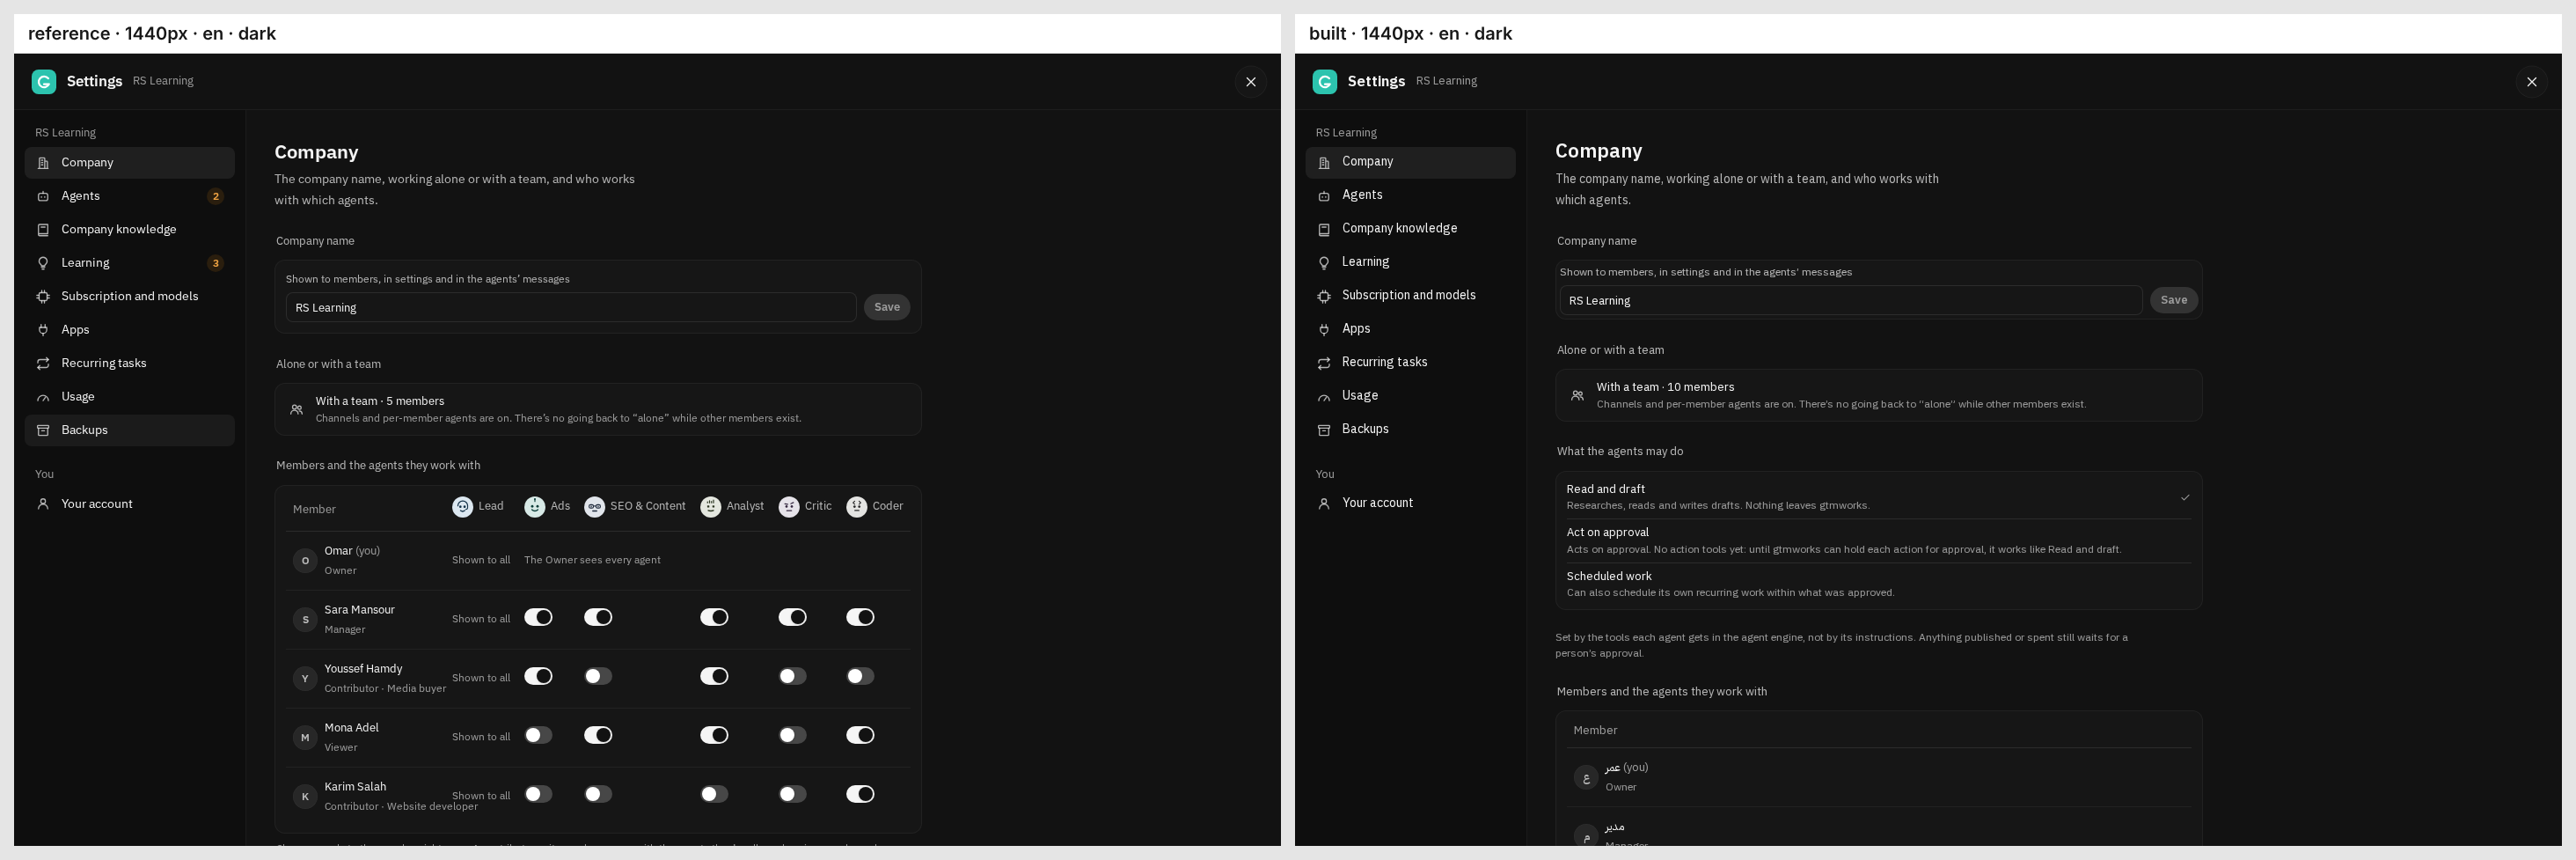 reference · 1440px · en · dark
Settings RS Learning
RS Learning
Company
Agents 2
Company knowledge
Learning 3
Subscription and models
Apps
Recurring tasks
Usage
Backups
You
Your account
Company
The company name, working alone or with a team, and who works
with which agents.
Company name
Shown to members, in settings and in the agents’ messages
RS Learning Save
Alone or with a team
With a team · 5 members
Channels and per-member agents are on. There’s no going back to “alone” while other members exist.
Members and the agents they work with
Member Lead Ads SEO & Content Analyst Critic Coder
O Omar (you)
Owner
Shown to all The Owner sees every agent
S Sara Mansour
Manager
Shown to all
Y Youssef Hamdy
Contributor · Media buyer
Shown to all
M Mona Adel
Viewer
Shown to all
K Karim Salah
Contributor · Website developer
Shown to all
built · 1440px · en · dark
Settings RS Learning
RS Learning
Company
Agents
Company knowledge
Learning
Subscription and models
Apps
Recurring tasks
Usage
Backups
You
Your account
Company
The company name, working alone or with a team, and who works with
which agents.
Company name
Shown to members, in settings and in the agents’ messages
RS Learning Save
Alone or with a team
With a team · 10 members
Channels and per-member agents are on. There’s no going back to “alone” while other members exist.
What the agents may do
Read and draft
Researches, reads and writes drafts. Nothing leaves gtmworks.
Act on approval
Acts on approval. No action tools yet: until gtmworks can hold each action for approval, it works like Read and draft.
Scheduled work
Can also schedule its own recurring work within what was approved.
Set by the tools each agent gets in the agent engine, not by its instructions. Anything published or spent still waits for a
person’s approval.
Members and the agents they work with
Member
ع عمر (you)
Owner
م مدير
Manager